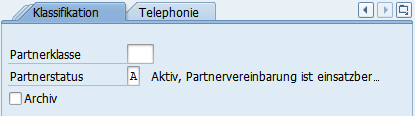 Klassifikation Telephonie
Partnerklasse
Partnerstatus A Aktiv, Partnervereinbarung ist einsatzber...
Archiv